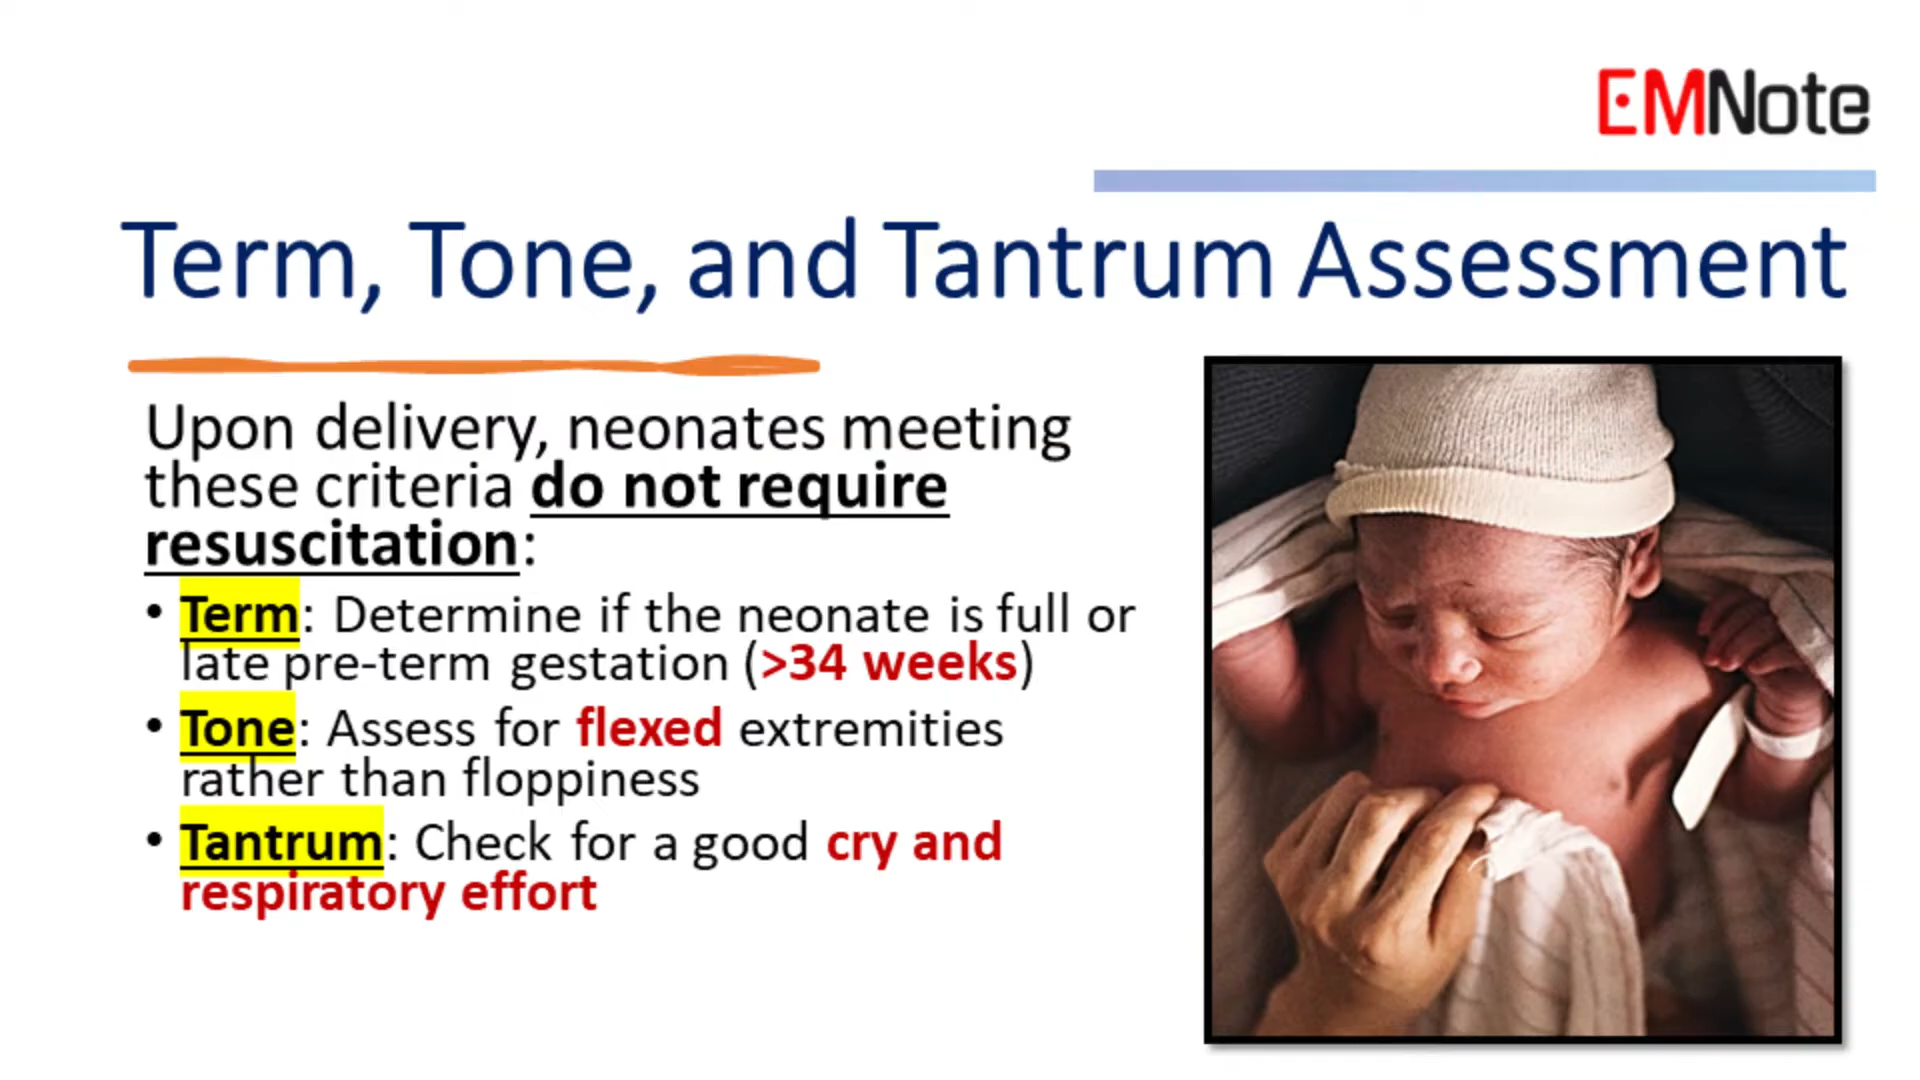 EMNote
Term, Tone, and Tantrum Assessment
Upon delivery, neonates meeting
these criteria do not require
resuscitation:
• Term: Determine if the neonate is full or
late pre-term gestation (>34 weeks)
• Tone: Assess for flexed extremities
rather than floppiness
• Tantrum: Check for a good cry and
respiratory effort